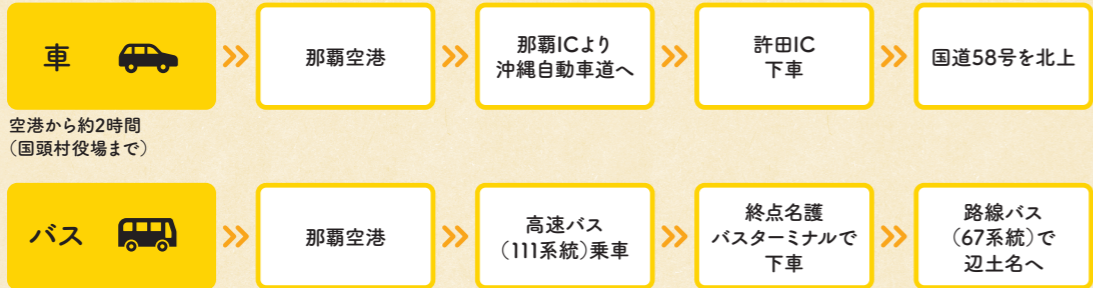 車
那覇空港
那覇ICより
沖縄自動車道へ
許田IC
下車
国道58号を北上
空港から約2時間
（国頭村役場まで）
バス
那覇空港
高速バス
（111系統）乗車
終点名護
バスターミナルで
下車
路線バス
（67系統）で
辺土名へ